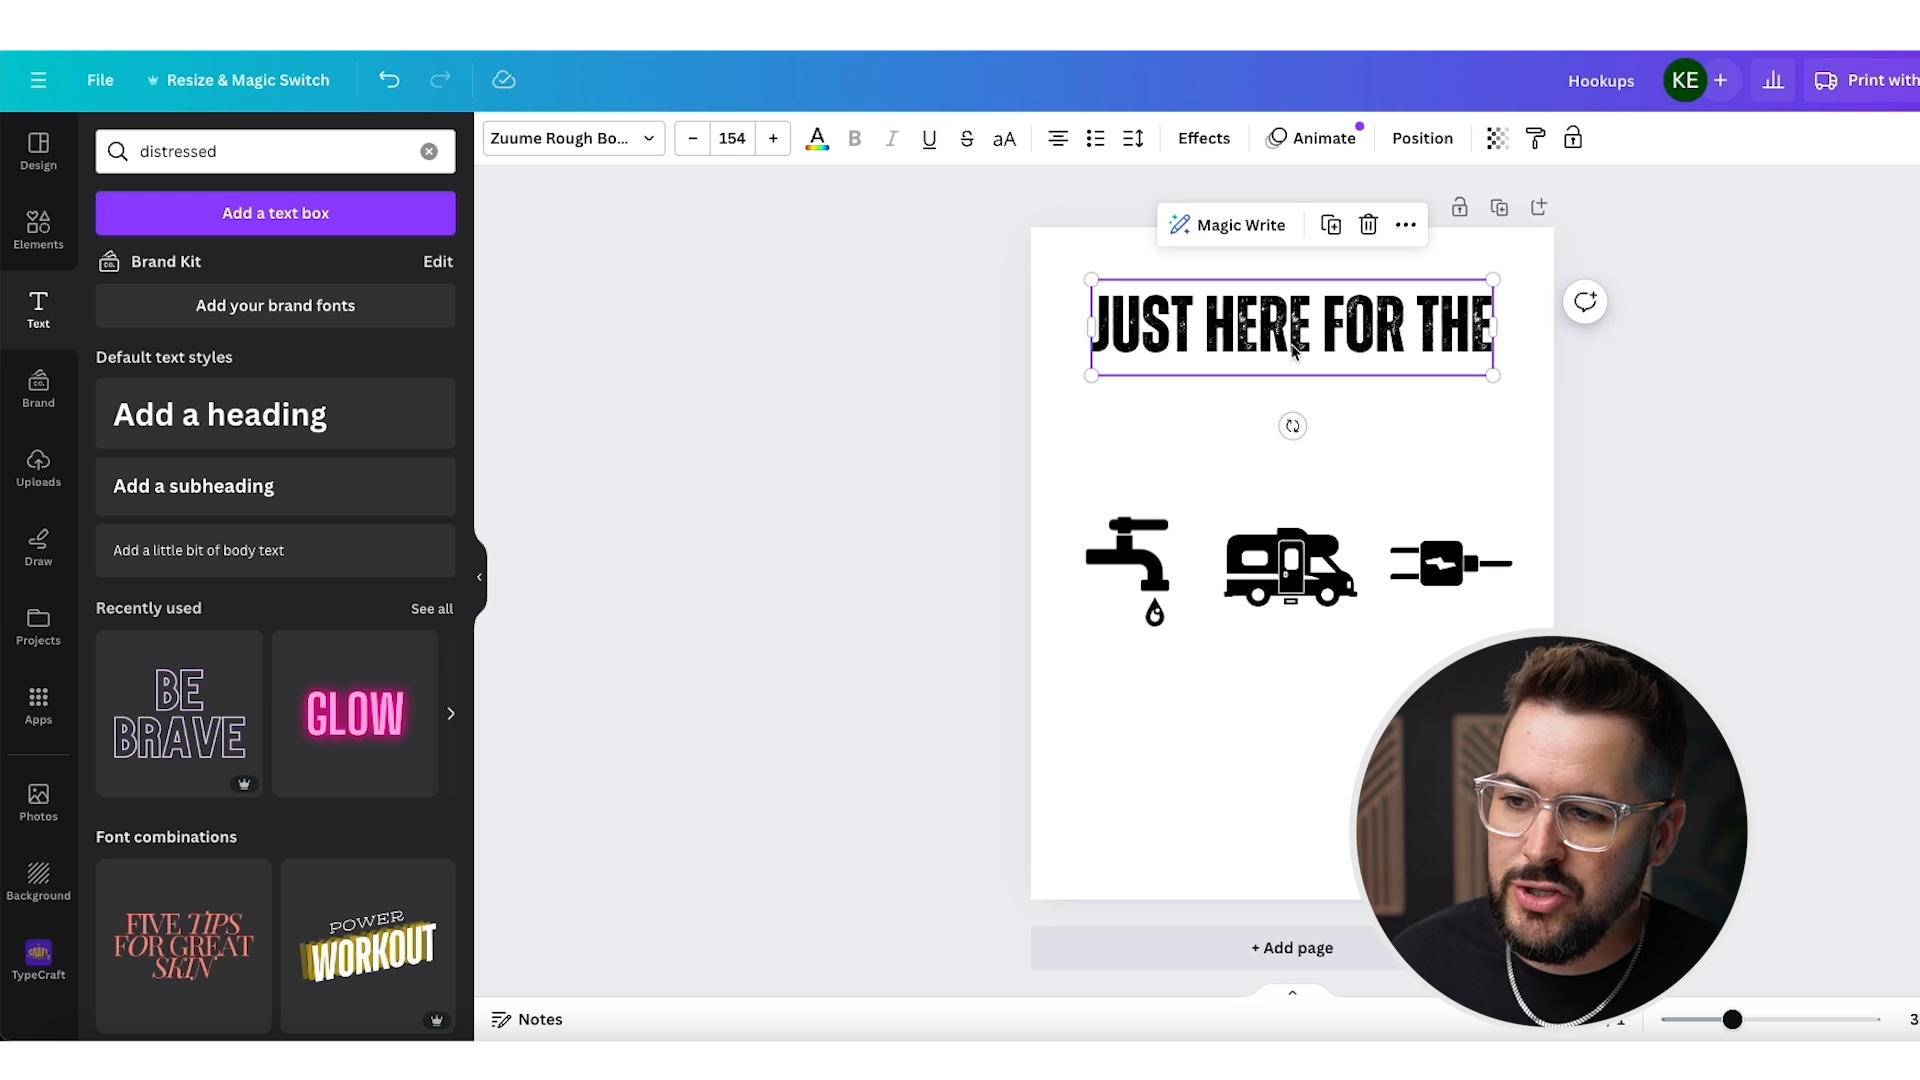 File
Resize & Magic Switch
Hookups
KE
+
Print with
Design
Elements
Text
Brand
Uploads
Draw
Projects
Apps
Photos
Background
TypeCraft
distressed
Add a text box
Brand Kit
Edit
Add your brand fonts
Default text styles
Add a heading
Add a subheading
Add a little bit of body text
Recently used
See all
BE
BRAVE
GLOW
Font combinations
FIVE TIPS
FOR GREAT
SKIN
POWER
WORKOUT
Zuume Rough Bo...
− 154 +
A B I U S aA
Effects
Animate
Position
Magic Write
JUST HERE FOR THE
+ Add page
Notes